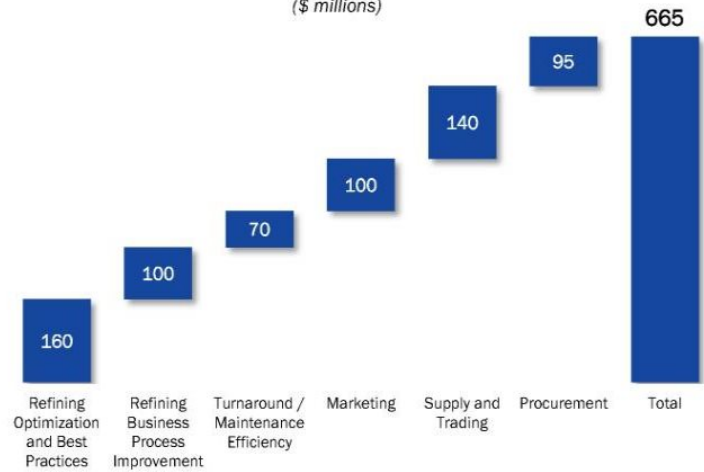 ($ millions)
665
95
140
100
70
100
160
Refining
Optimization
and Best
Practices
Refining
Business
Process
Improvement
Turnaround /
Maintenance
Efficiency
Marketing
Supply and
Trading
Procurement
Total